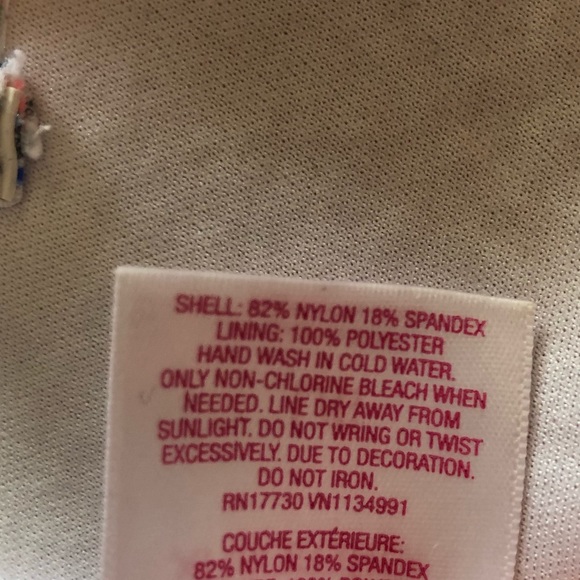 SHELL: 82% NYLON 18% SPANDEX
LINING: 100% POLYESTER
HAND WASH IN COLD WATER.
ONLY NON-CHLORINE BLEACH WHEN
NEEDED. LINE DRY AWAY FROM
SUNLIGHT. DO NOT WRING OR TWIST
EXCESSIVELY. DUE TO DECORATION.
DO NOT IRON.
RN17730 VN1134991
COUCHE EXTÉRIEURE:
82% NYLON 18% SPANDEX